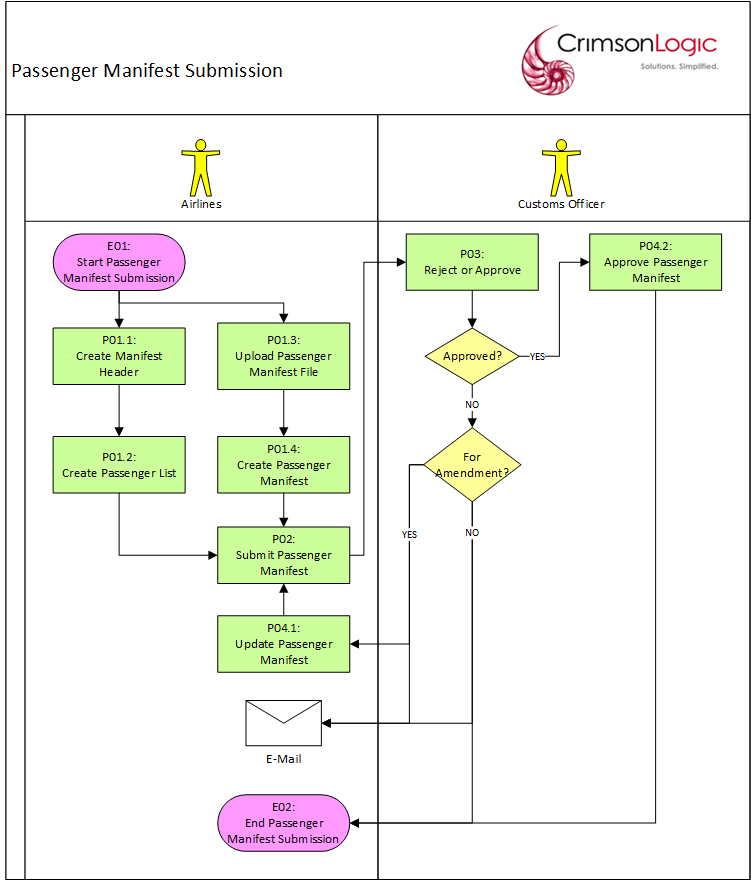 CrimsonLogic
Solutions. Simplified.
Passenger Manifest Submission
Airlines
Customs Officer
E01:
Start Passenger
Manifest Submission
P03:
Reject or Approve
P04.2:
Approve Passenger
Manifest
P01.1:
Create Manifest
Header
P01.3:
Upload Passenger
Manifest File
Approved?
YES
NO
P01.2:
Create Passenger List
P01.4:
Create Passenger
Manifest
For
Amendment?
YES
NO
P02:
Submit Passenger
Manifest
P04.1:
Update Passenger
Manifest
E-Mail
E02:
End Passenger
Manifest Submission